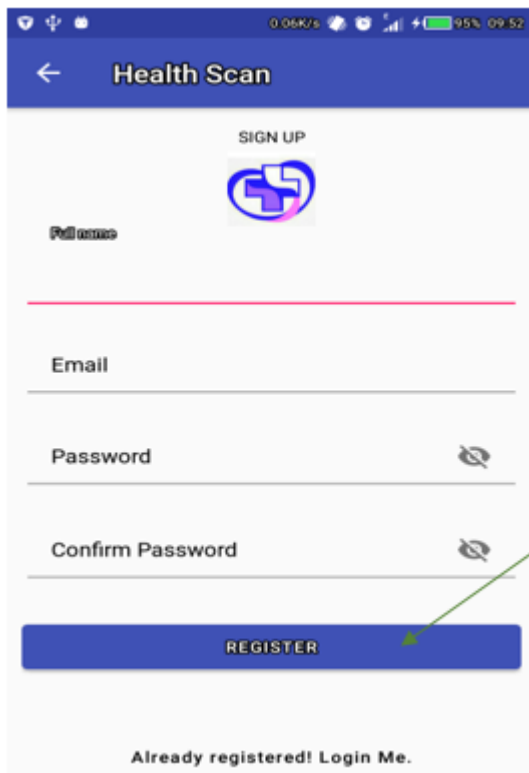 0.06K/s 95% 09:52
Health Scan
SIGN UP
Full name
Email
Password
Confirm Password
REGISTER
Already registered! Login Me.